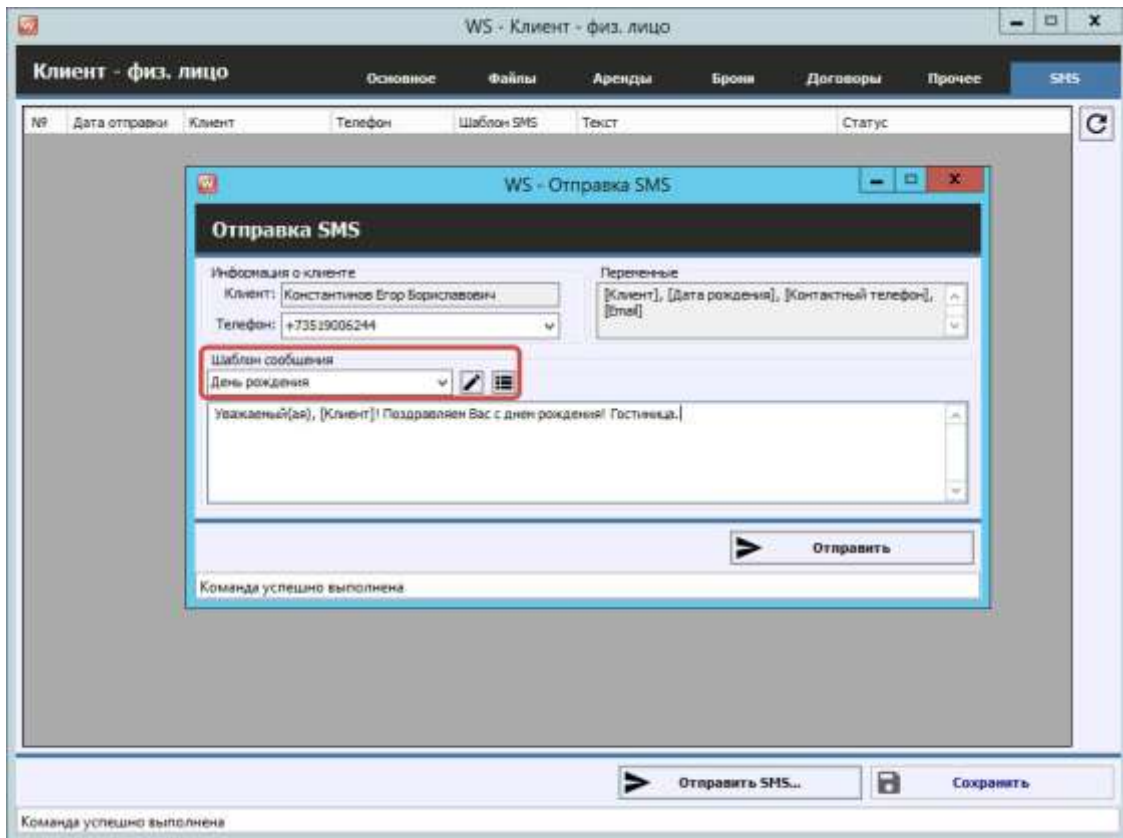 WS - Клиент - физ. лицо
Клиент - физ. лицо
Основное Файлы Аренды Брони Договоры Прочее SMS
№ Дата отправки Клиент Телефон Шаблон SMS Текст Статус
WS - Отправка SMS
Отправка SMS
Информация о клиенте
Клиент: Константинов Егор Бориславович
Телефон: +73519006244
Переменные
[Клиент], [Дата рождения], [Контактный телефон],
[Email]
Шаблон сообщения
День рождения
Уважаемый(ая), [Клиент]! Поздравляем Вас с днем рождения! Гостиница.
Отправить
Команда успешно выполнена
Отправить SMS...
Сохранить
Команда успешно выполнена